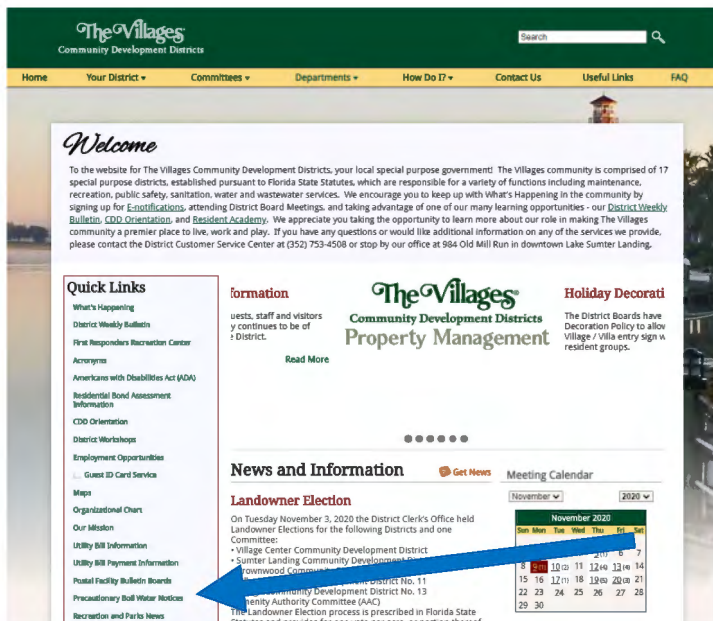 The Villages®
Community Development Districts
Search
Home Your District Committees Departments How Do I? Contact Us Useful Links FAQ
Welcome
To the website for The Villages Community Development Districts, your local special purpose government! The Villages community is comprised of 17
special purpose districts, established pursuant to Florida State Statutes, which are responsible for a variety of functions including maintenance,
recreation, public safety, sanitation, water and wastewater services. We encourage you to keep up with What's Happening in the community by
signing up for E-notifications, attending District Board Meetings, and taking advantage of one of our many learning opportunities - our District Weekly
Bulletin, CDD Orientation, and Resident Academy. We appreciate you taking the opportunity to learn more about our role in making The Villages
community a premier place to live, work and play. If you have any questions or would like additional information on any of the services we provide,
please contact the District Customer Service Center at (352) 753-4508 or stop by our office at 984 Old Mill Run in downtown Lake Sumter Landing.
Quick Links
What's Happening
District Weekly Bulletin
First Responders Recreation Center
Acronyms
Americans with Disabilities Act (ADA)
Residential Bond Assessment
Information
CDD Orientation
District Workshops
Employment Opportunities
Guest ID Card Service
Maps
Organizational Chart
Our Mission
Utility Bill Information
Utility Bill Payment Information
Postal Facility Bulletin Boards
Precautionary Boil Water Notices
Recreation and Parks News
formation
uests, staff and visitors
y continues to be of
e District.
Read More
The Villages®
Community Development Districts
Property Management
Holiday Decorati
The District Boards have
Decoration Policy to allow
Village / Villa entry sign w
resident groups.
News and Information
Get News
Landowner Election
On Tuesday November 3, 2020 the District Clerk's Office held
Landowner Elections for the following Districts and one
Committee:
• Village Center Community Development District
• Sumter Landing Community Development
rownwood Community
District No. 11
Community Development District No. 13
menity Authority Committee (AAC)
The Landowner Election process is prescribed in Florida State
Meeting Calendar
November 2020
November 2020
Sun Mon Tue Wed Thu Fri Sat
6 7
8 9 10(2) 11 12(4) 13(4) 14
15 16 17(1) 18 19(6) 20(3) 21
22 23 24 25 26 27 28
29 30